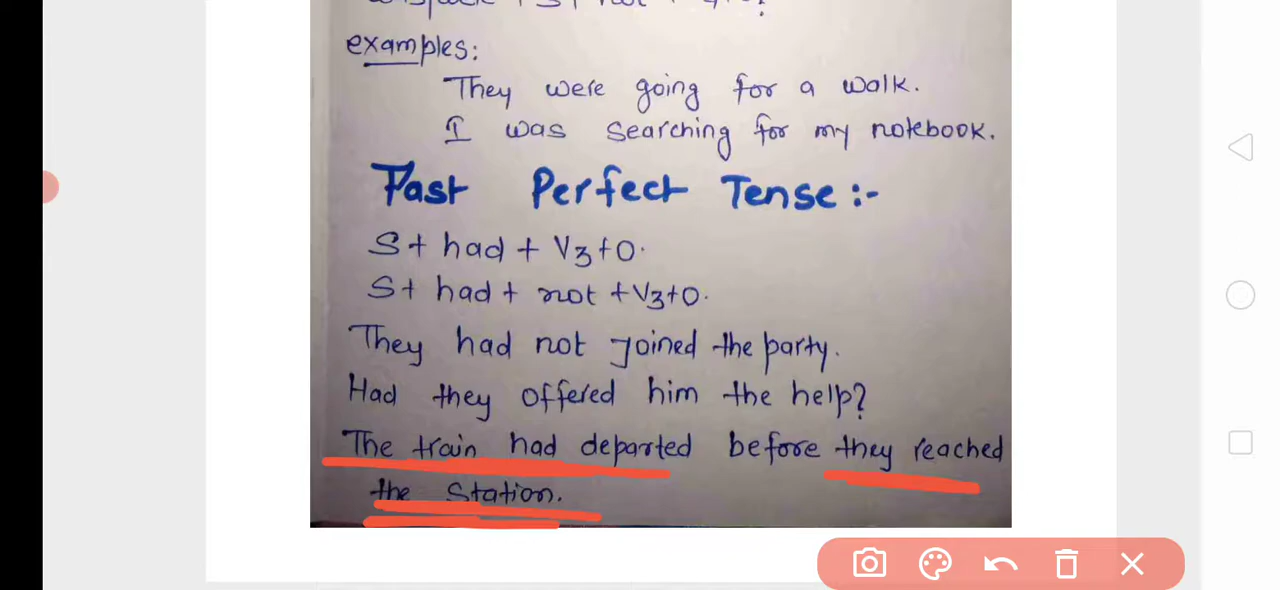 examples:
They were going for a walk.
I was searching for my notebook.
Past Perfect Tense:-
S+ had + V3+O.
S+ had + not +V3+O.
They had not joined the party.
Had they offered him the help?
The train had departed before they reached
the Station.